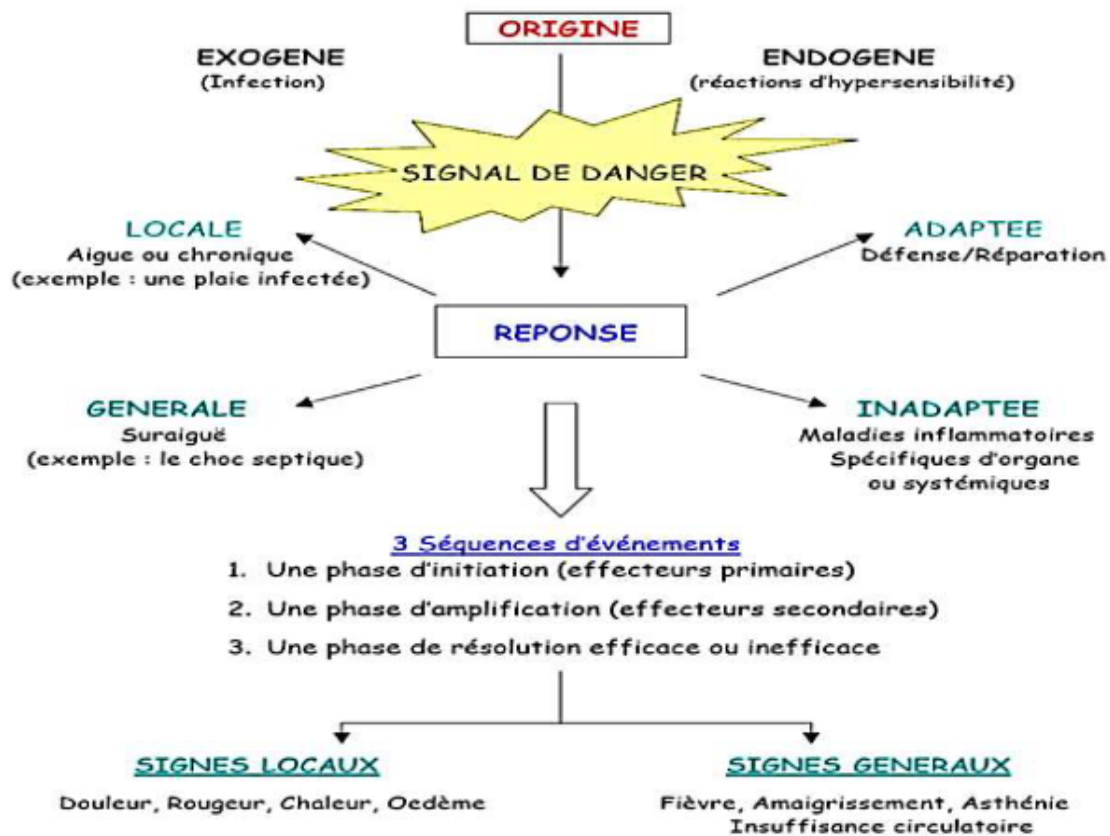 ORIGINE
EXOGENE
(Infection)
ENDOGENE
(réactions d'hypersensibilité)
SIGNAL DE DANGER
LOCALE
Aigue ou chronique
(exemple : une plaie infectée)
ADAPTEE
Défense/Réparation
REPONSE
GENERALE
Suraiguë
(exemple : le choc septique)
INADAPTEE
Maladies inflammatoires
Spécifiques d'organe
ou systémiques
3 Séquences d'événements
1. Une phase d'initiation (effecteurs primaires)
2. Une phase d'amplification (effecteurs secondaires)
3. Une phase de résolution efficace ou inefficace
SIGNES LOCAUX
Douleur, Rougeur, Chaleur, Oedème
SIGNES GENERAUX
Fièvre, Amaigrissement, Asthénie
Insuffisance circulatoire